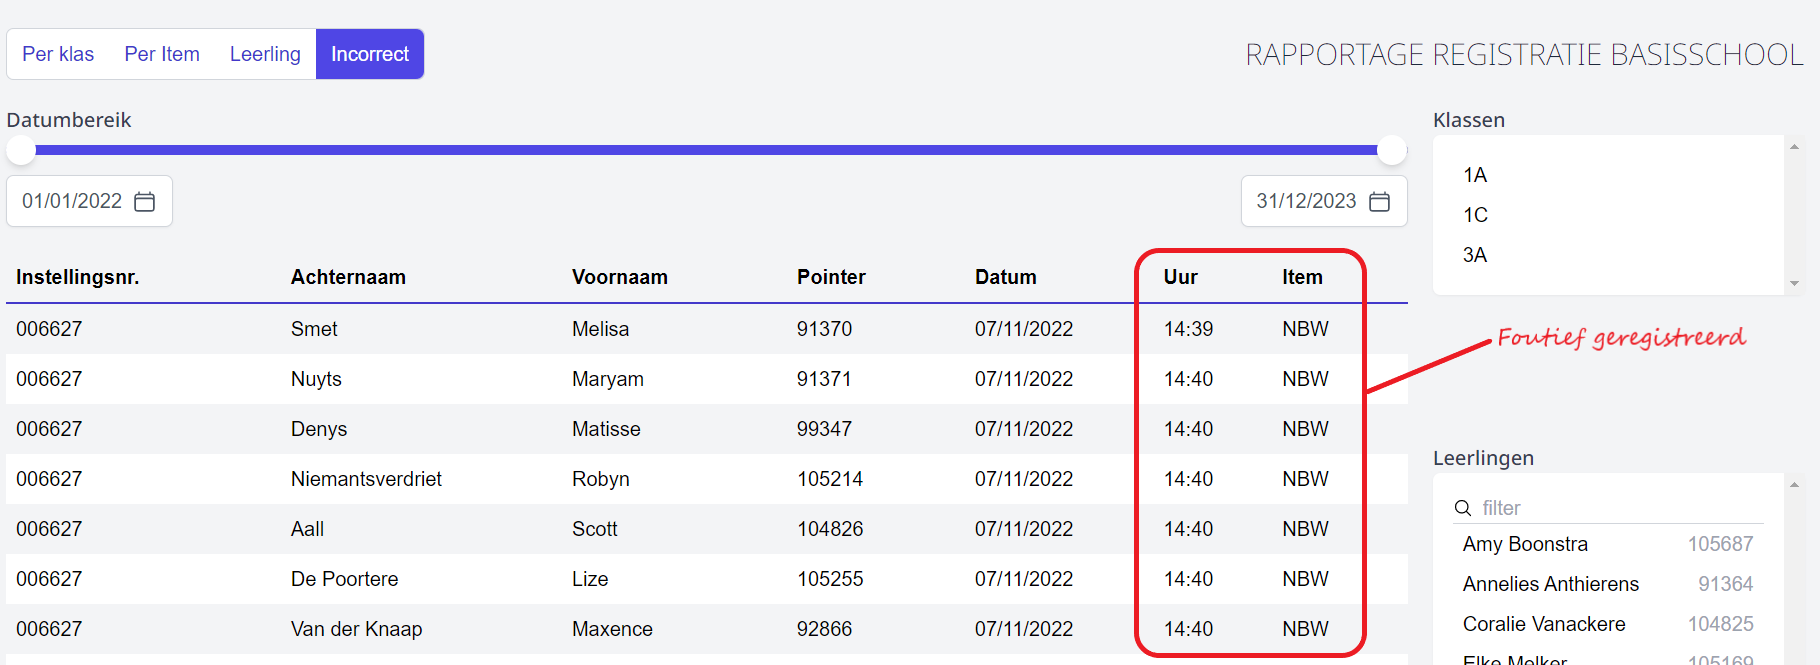 Per klas Per Item Leerling Incorrect
RAPPORTAGE REGISTRATIE BASISSCHOOL
Datumbereik
01/01/2022 31/12/2023
Instellingsnr. Achternaam Voornaam Pointer Datum Uur Item
006627 Smet Melisa 91370 07/11/2022 14:39 NBW
006627 Nuyts Maryam 91371 07/11/2022 14:40 NBW
006627 Denys Matisse 99347 07/11/2022 14:40 NBW
006627 Niemantsverdriet Robyn 105214 07/11/2022 14:40 NBW
006627 Aall Scott 104826 07/11/2022 14:40 NBW
006627 De Poortere Lize 105255 07/11/2022 14:40 NBW
006627 Van der Knaap Maxence 92866 07/11/2022 14:40 NBW
Klassen
1A
1C
3A
Foutief geregistreerd
Leerlingen
filter
Amy Boonstra 105687
Annelies Anthierens 91364
Coralie Vanackere 104825
Elke Melker 105169